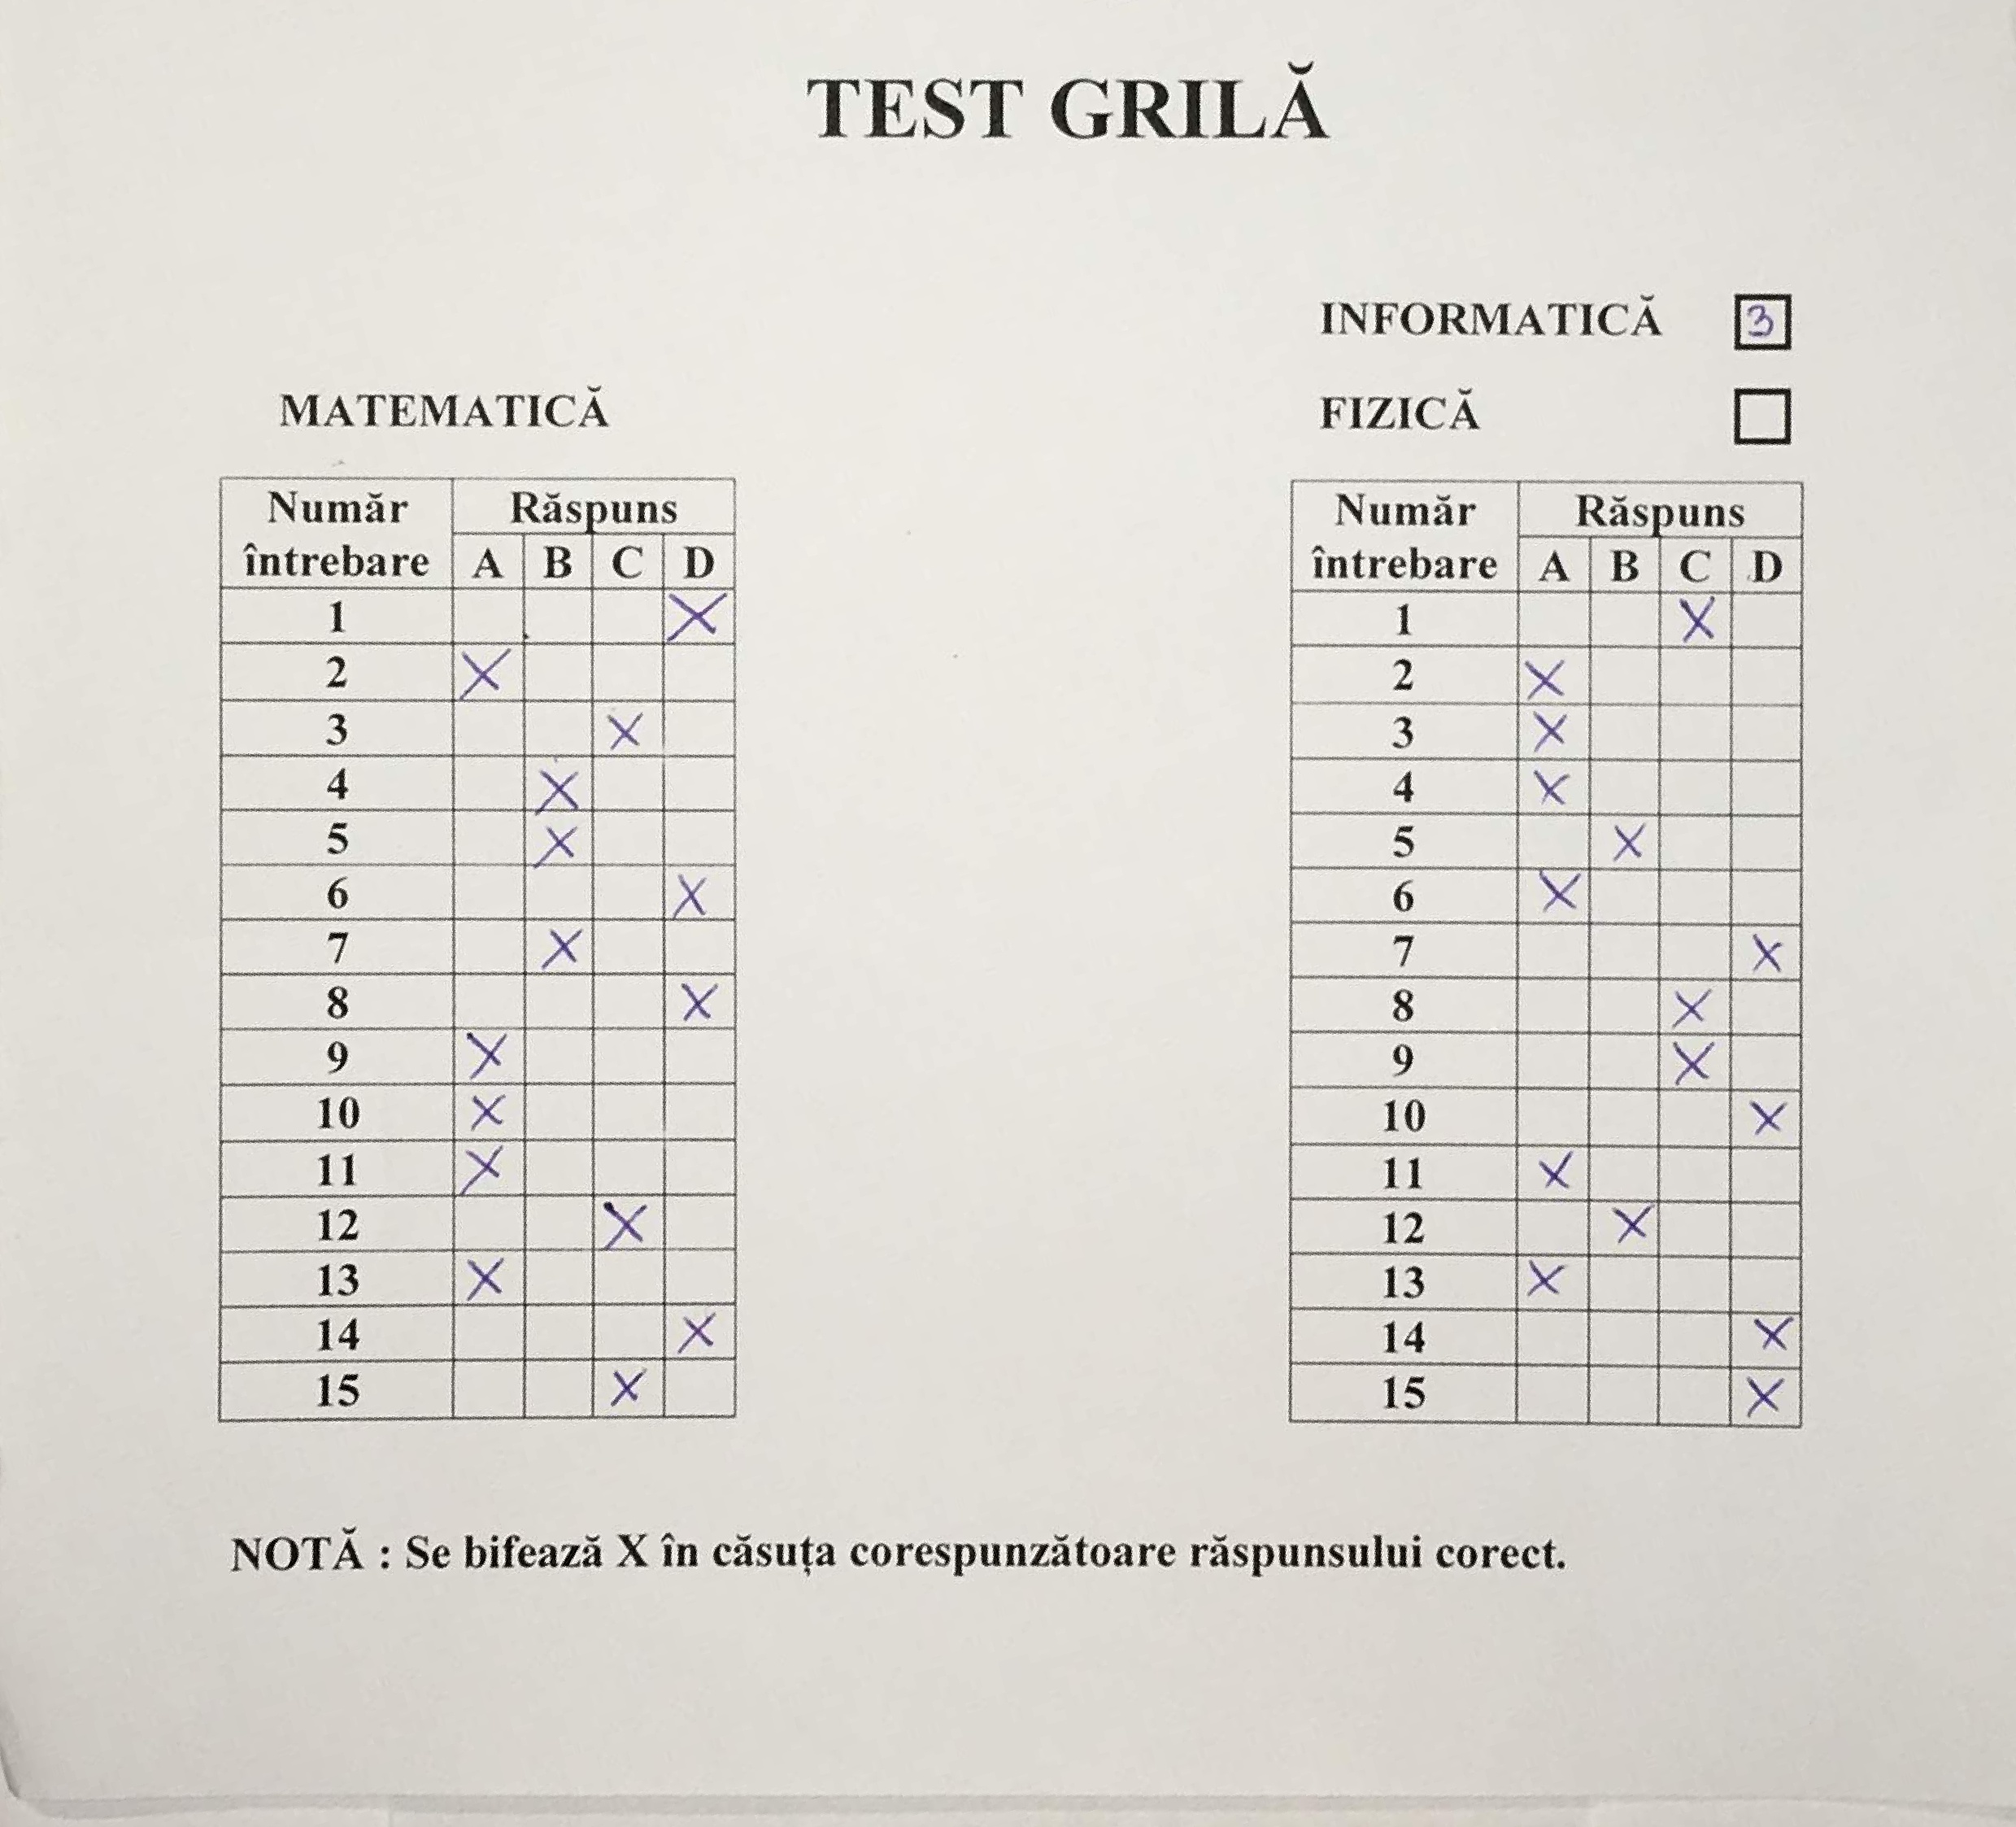 TEST GRILĂ
INFORMATICĂ 3
MATEMATICĂ FIZICĂ
Număr Răspuns Număr Răspuns
întrebare A B C D întrebare A B C D
1 X 1 X
2 X 2 X
3 X 3 X
4 X 4 X
5 X 5 X
6 X 6 X
7 X 7 X
8 X 8 X
9 X 9 X
10 X 10 X
11 X 11 X
12 X 12 X
13 X 13 X
14 X 14 X
15 X 15 X
NOTĂ : Se bifează X în căsuța corespunzătoare răspunsului corect.